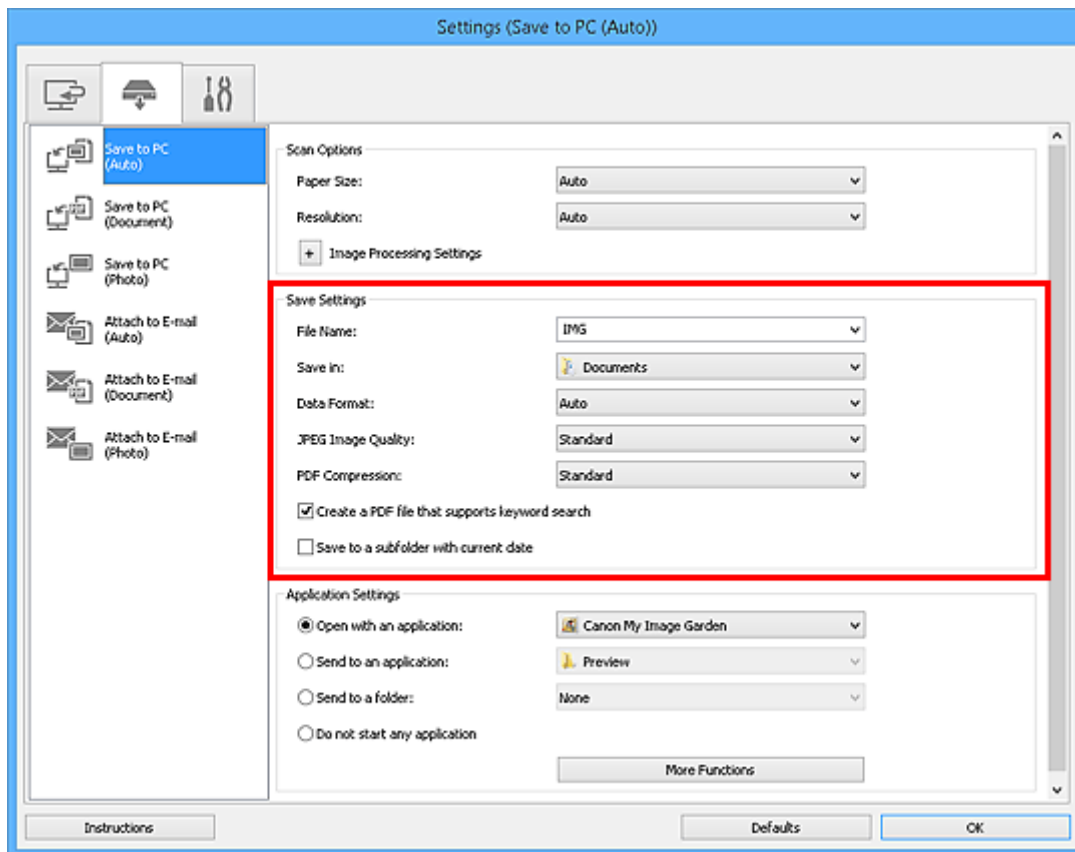 Settings (Save to PC (Auto))
Save to PC
(Auto)
Save to PC
(Document)
Save to PC
(Photo)
Attach to E-mail
(Auto)
Attach to E-mail
(Document)
Attach to E-mail
(Photo)
Scan Options
Paper Size: Auto
Resolution: Auto
+ Image Processing Settings
Save Settings
File Name: IMG
Save in: Documents
Data Format: Auto
JPEG Image Quality: Standard
PDF Compression: Standard
Create a PDF file that supports keyword search
Save to a subfolder with current date
Application Settings
Open with an application: Canon My Image Garden
Send to an application: Preview
Send to a folder: None
Do not start any application
More Functions
Instructions Defaults OK